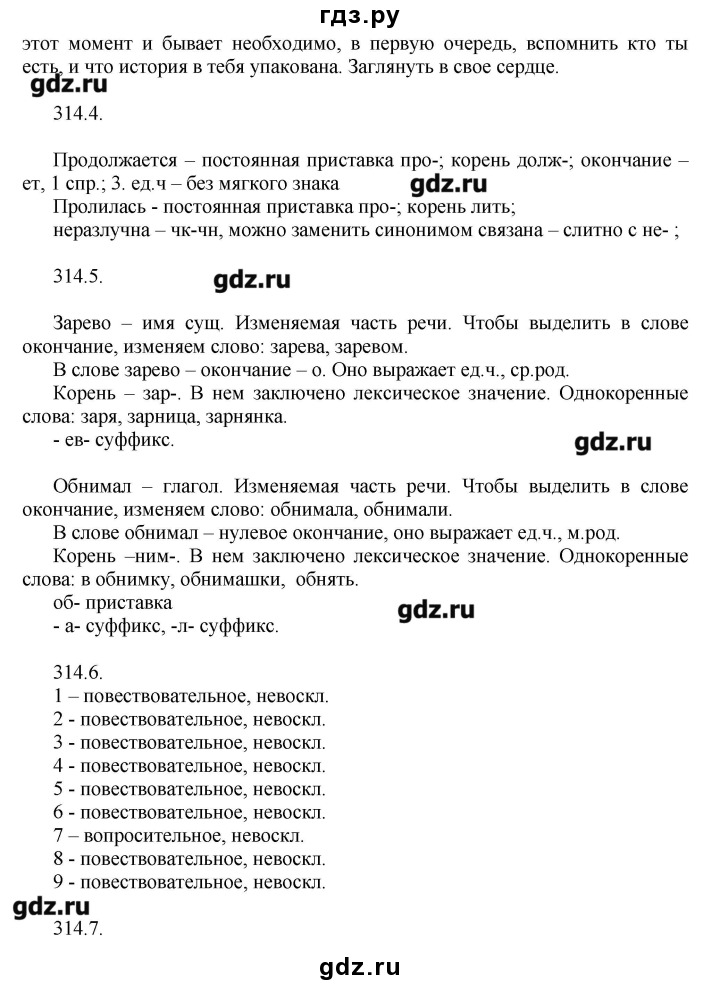 гдз.ру
этот момент и бывает необходимо, в первую очередь, вспомнить кто ты
есть, и что история в тебя упакована. Заглянуть в свое сердце.
gdz.ru
314.4.
Продолжается – постоянная приставка про-; корень долж-; окончание –
ет, 1 спр.; 3. ед.ч – без мягкого знака
gdz.ru
Пролилась - постоянная приставка про-; корень лить;
неразлучна – чк-чн, можно заменить синонимом связана – слитно с не- ;
314.5.
gdz.ru
Зарево – имя сущ. Изменяемая часть речи. Чтобы выделить в слове
окончание, изменяем слово: зарева, заревом.
В слове зарево – окончание – о. Оно выражает ед.ч., ср.род.
Корень – зар-. В нем заключено лексическое значение. Однокоренные
слова: заря, зарница, зарнянка.
- ев- суффикс.
gdz.ru
Обнимал – глагол. Изменяемая часть речи. Чтобы выделить в слове
окончание, изменяем слово: обнимала, обнимали.
В слове обнимал – нулевое окончание, оно выражает ед.ч., м.род.
Корень –ним-. В нем заключено лексическое значение. Однокоренные
слова: в обнимку, обнимашки, обнять.
об- приставка
gdz.ru
- а- суффикс, -л- суффикс.
314.6.
1 – повествовательное, невоскл.
2 - повествовательное, невоскл.
3 - повествовательное, невоскл.
4 - повествовательное, невоскл.
5 - повествовательное, невоскл.
6 - повествовательное, невоскл.
7 – вопросительное, невоскл.
8 - повествовательное, невоскл.
9 - повествовательное, невоскл.
gdz.ru
314.7.
gdz.ru